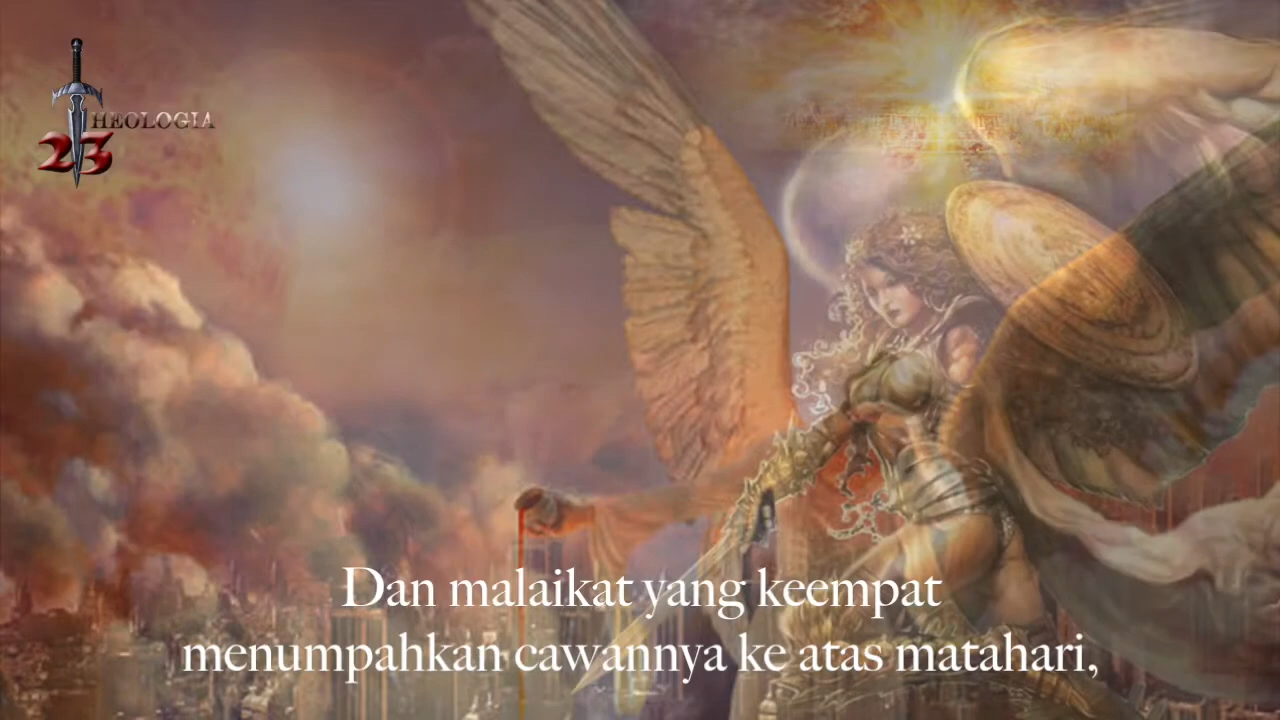 THEOLOGIA
23
Dan malaikat yang keempat
menumpahkan cawannya ke atas matahari,